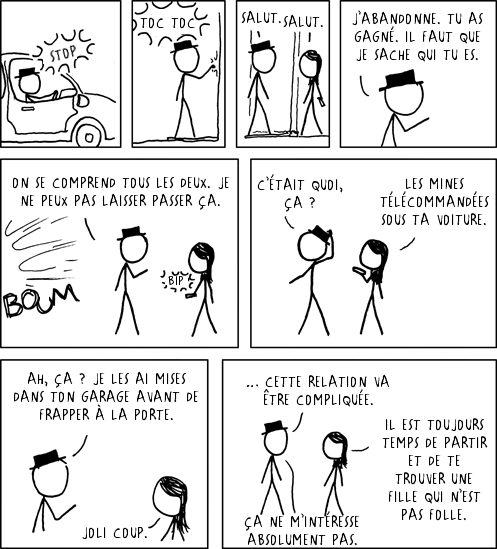 STOP
TOC TOC
SALUT.
SALUT.
J'ABANDONNE. TU AS
GAGNÉ. IL FAUT QUE
JE SACHE QUI TU ES.
ON SE COMPREND TOUS LES DEUX. JE
NE PEUX PAS LAISSER PASSER ÇA.
BOUM
BIP
C'ÉTAIT QUOI,
ÇA ?
LES MINES
TÉLÉCOMMANDÉES
SOUS TA VOITURE.
AH, ÇA ? JE LES AI MISES
DANS TON GARAGE AVANT DE
FRAPPER À LA PORTE.
JOLI COUP.
... CETTE RELATION VA
ÊTRE COMPLIQUÉE.
IL EST TOUJOURS
TEMPS DE PARTIR
ET DE TE
TROUVER UNE
FILLE QUI N'EST
PAS FOLLE.
ÇA NE M'INTÉRESSE
ABSOLUMENT PAS.